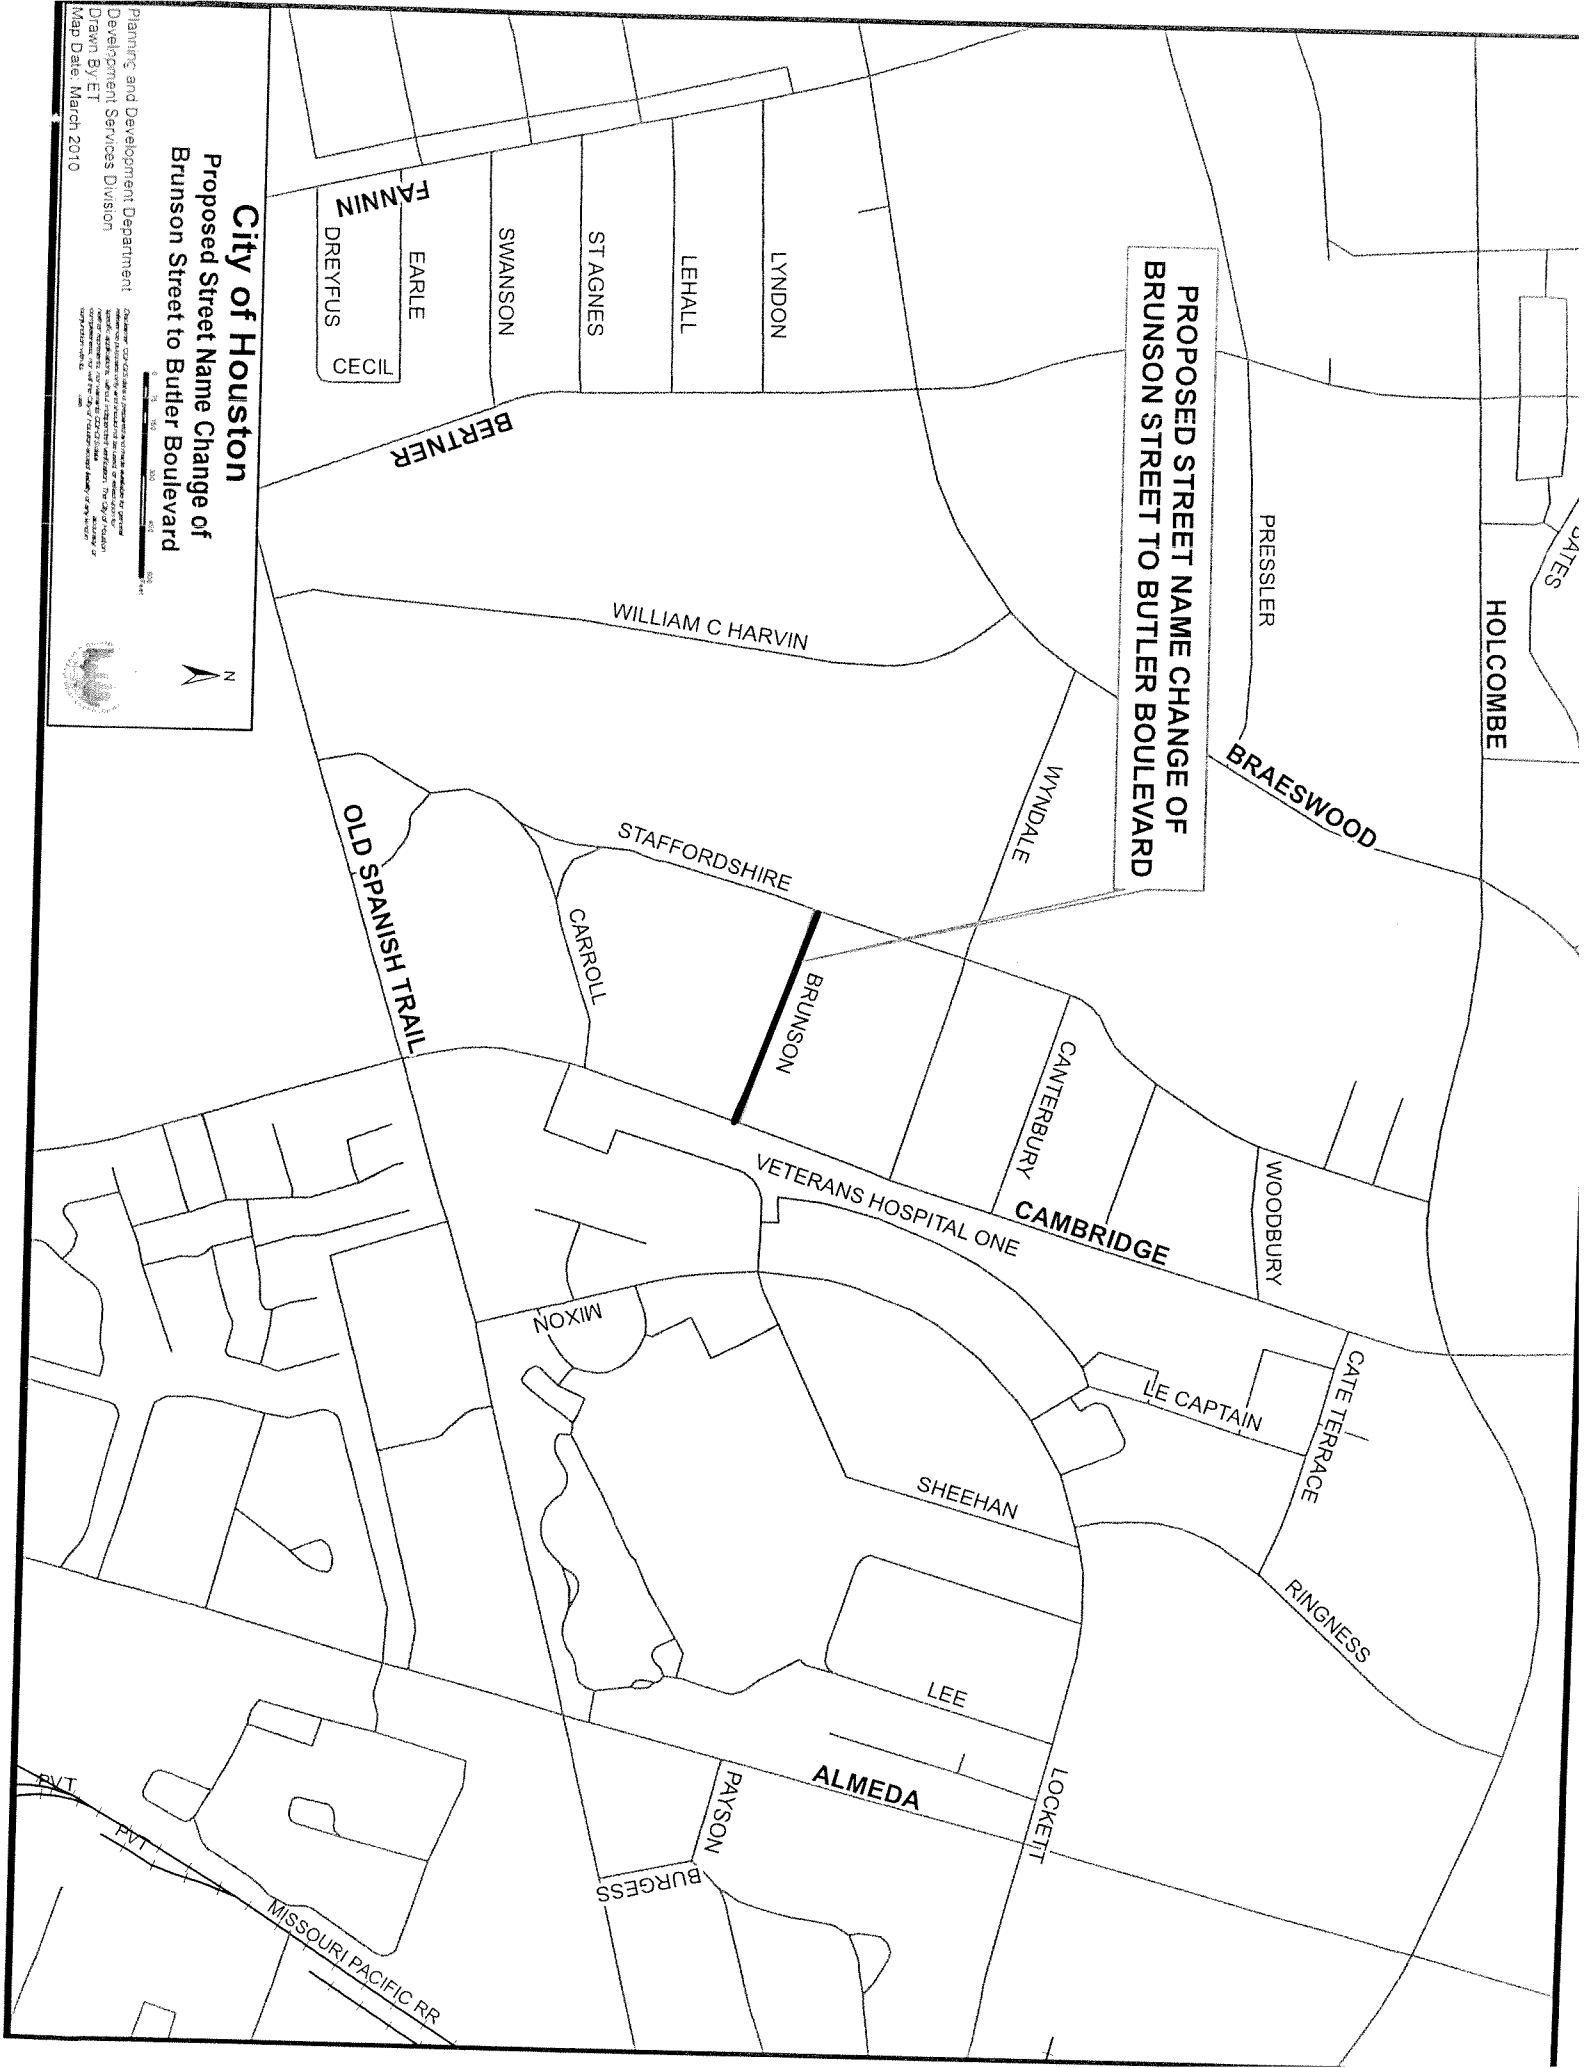 PROPOSED STREET NAME CHANGE OF
BRUNSON STREET TO BUTLER BOULEVARD
HOLCOMBE
PRESSLER
BRAESWOOD
LYNDON
LEHALL
ST AGNES
SWANSON
EARLE
DREYFUS
CECIL
FANNIN
BERTNER
WILLIAM C HARVIN
WYNDALE
STAFFORDSHIRE
CARROLL
BRUNSON
CANTERBURY
WOODBURY
CAMBRIDGE
VETERANS HOSPITAL ONE
OLD SPANISH TRAIL
MIXON
LE CAPTAIN
CATE TERRACE
SHEEHAN
RINGNESS
LEE
LOCKETT
ALMEDA
PAYSON
BURGESS
PVT
PVT
MISSOURI PACIFIC RR
City of Houston
Proposed Street Name Change of
Brunson Street to Butler Boulevard
N
Planning and Development Department
Development Services Division
Drawn By:ET
Map Date: March 2010
Feet